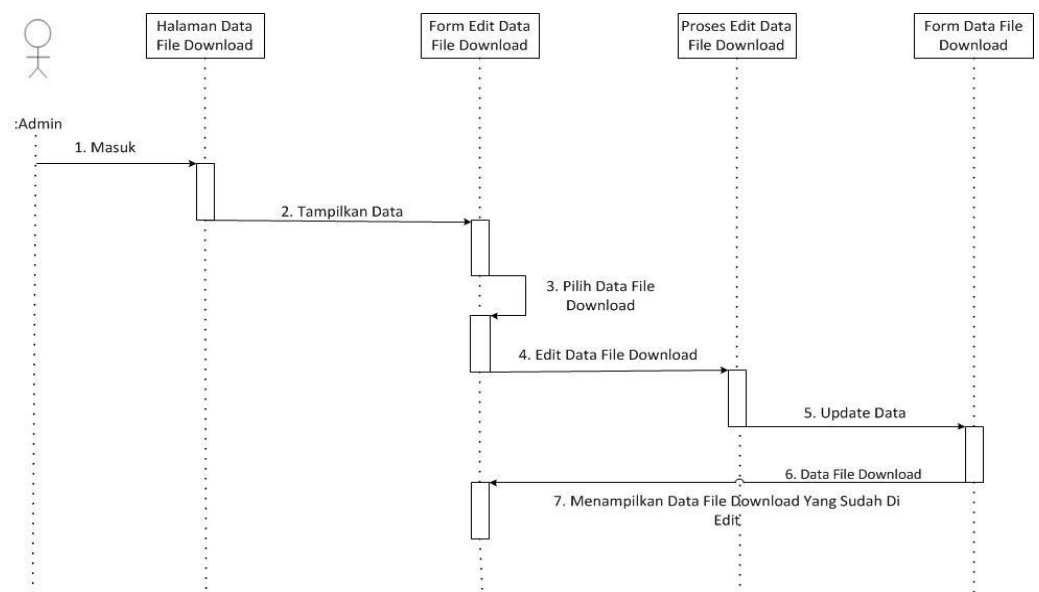 Halaman Data
File Download
Form Edit Data
File Download
Proses Edit Data
File Download
Form Data File
Download
:Admin
1. Masuk
2. Tampilkan Data
3. Pilih Data File
Download
4. Edit Data File Download
5. Update Data
6. Data File Download
7. Menampilkan Data File Download Yang Sudah Di
Edit